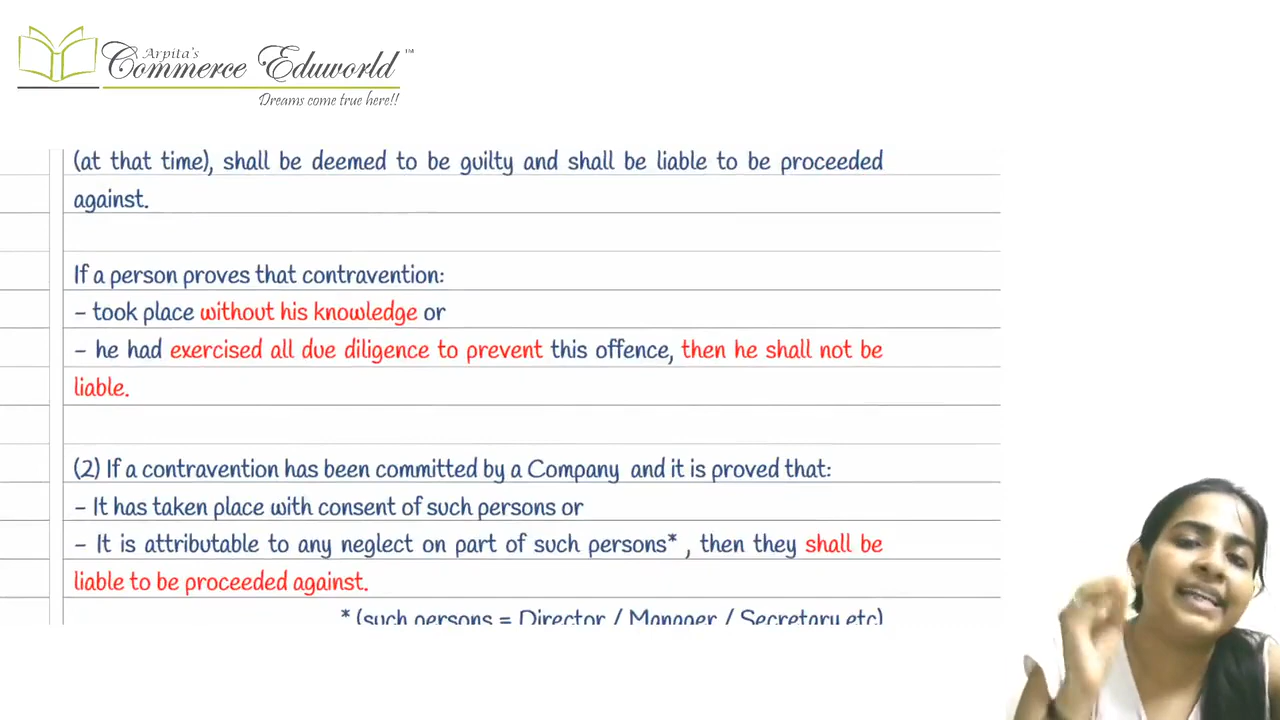 Arpita's
Commerce Eduworld™
Dreams come true here!!
(at that time), shall be deemed to be guilty and shall be liable to be proceeded
against.
If a person proves that contravention:
- took place without his knowledge or
- he had exercised all due diligence to prevent this offence, then he shall not be
liable.
(2) If a contravention has been committed by a Company and it is proved that:
- It has taken place with consent of such persons or
- It is attributable to any neglect on part of such persons* , then they shall be
liable to be proceeded against.
* (such persons = Director / Manager / Secretary etc)